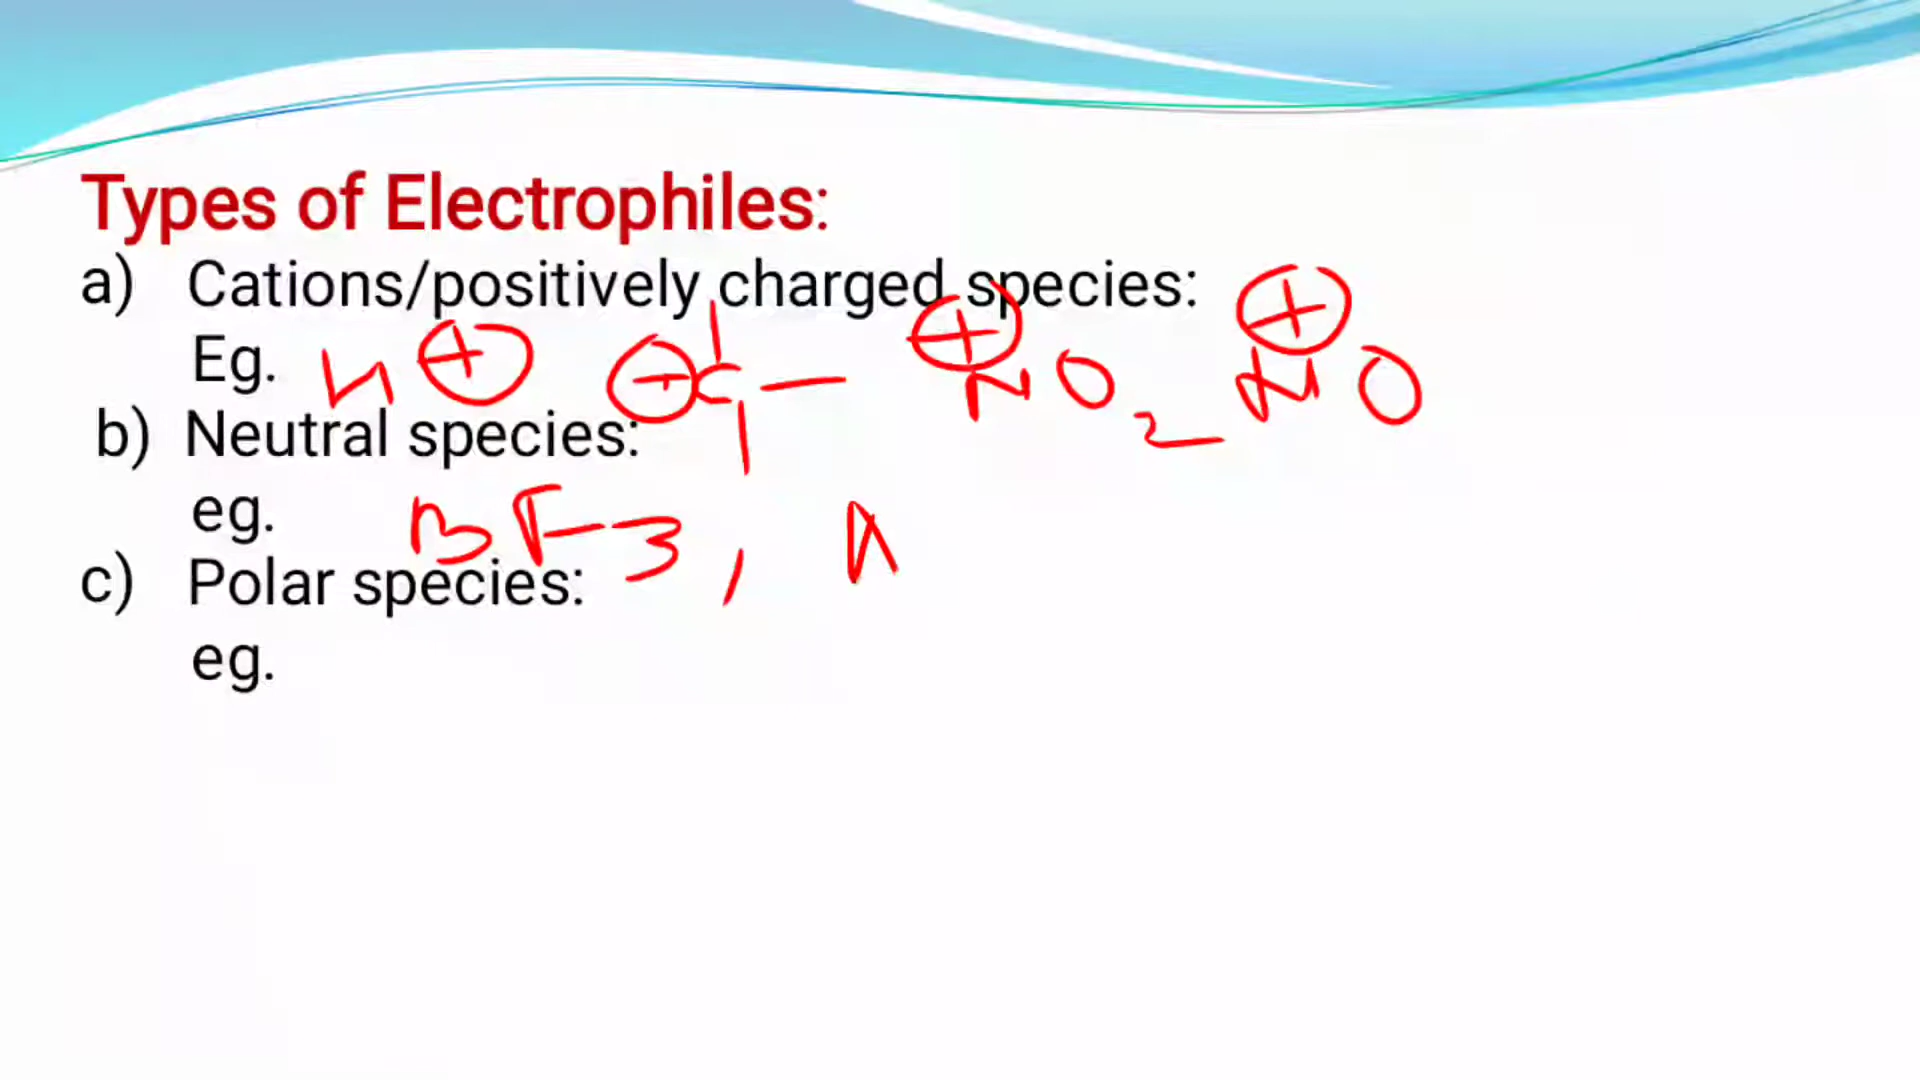 Types of Electrophiles:
a) Cations/positively charged species:
Eg. H⊕ ⊕C– ⊕NO₂ ⊕NO
b) Neutral species:
eg. BF3, A
c) Polar species:
eg.